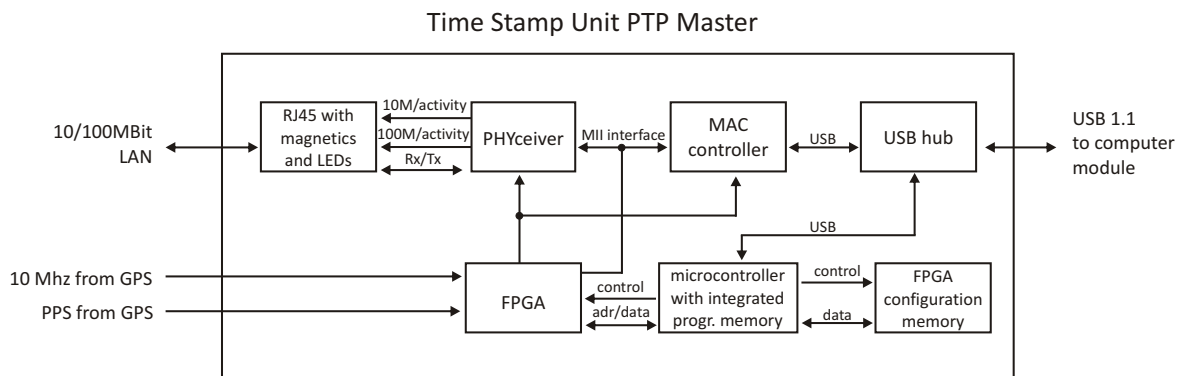 Time Stamp Unit PTP Master
10/100MBit
LAN
RJ45 with
magnetics
and LEDs
10M/activity
100M/activity
Rx/Tx
PHYceiver
MII interface
MAC
controller
USB
USB hub
USB 1.1
to computer
module
USB
10 Mhz from GPS
PPS from GPS
FPGA
control
adr/data
microcontroller
with integrated
progr. memory
control
data
FPGA
configuration
memory